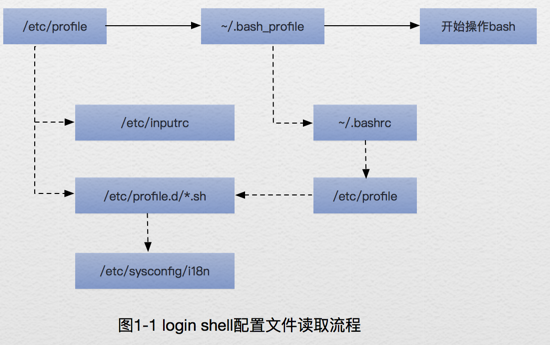 /etc/profile
~/.bash_profile
开始操作bash
/etc/inputrc
~/.bashrc
/etc/profile.d/*.sh
/etc/profile
/etc/sysconfig/i18n
图1-1 login shell配置文件读取流程